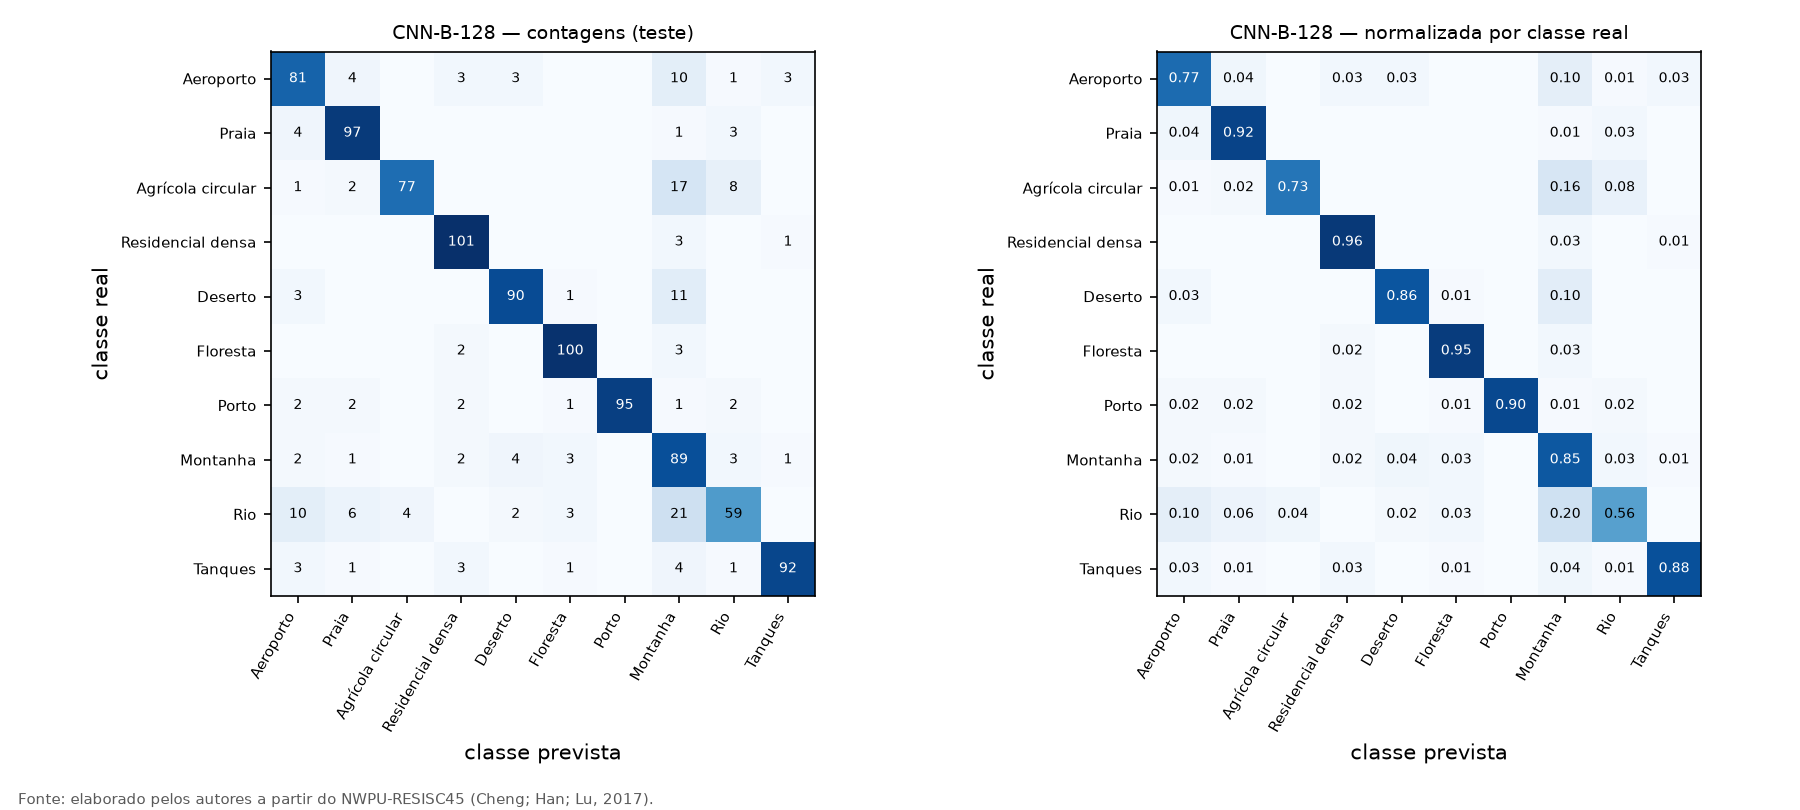 CNN-B-128 — contagens (teste)
classe real
Aeroporto 81 4 3 3 10 1 3
Praia 4 97 1 3
Agrícola circular 1 2 77 17 8
Residencial densa 101 3 1
Deserto 3 90 1 11
Floresta 2 100 3
Porto 2 2 2 1 95 1 2
Montanha 2 1 2 4 3 89 3 1
Rio 10 6 4 2 3 21 59
Tanques 3 1 3 1 4 1 92
Aeroporto Praia Agrícola circular Residencial densa Deserto Floresta Porto Montanha Rio Tanques
classe prevista
CNN-B-128 — normalizada por classe real
classe real
Aeroporto 0.77 0.04 0.03 0.03 0.10 0.01 0.03
Praia 0.04 0.92 0.01 0.03
Agrícola circular 0.01 0.02 0.73 0.16 0.08
Residencial densa 0.96 0.03 0.01
Deserto 0.03 0.86 0.01 0.10
Floresta 0.02 0.95 0.03
Porto 0.02 0.02 0.02 0.01 0.90 0.01 0.02
Montanha 0.02 0.01 0.02 0.04 0.03 0.85 0.03 0.01
Rio 0.10 0.06 0.04 0.02 0.03 0.20 0.56
Tanques 0.03 0.01 0.03 0.01 0.04 0.01 0.88
Aeroporto Praia Agrícola circular Residencial densa Deserto Floresta Porto Montanha Rio Tanques
classe prevista
Fonte: elaborado pelos autores a partir do NWPU-RESISC45 (Cheng; Han; Lu, 2017).